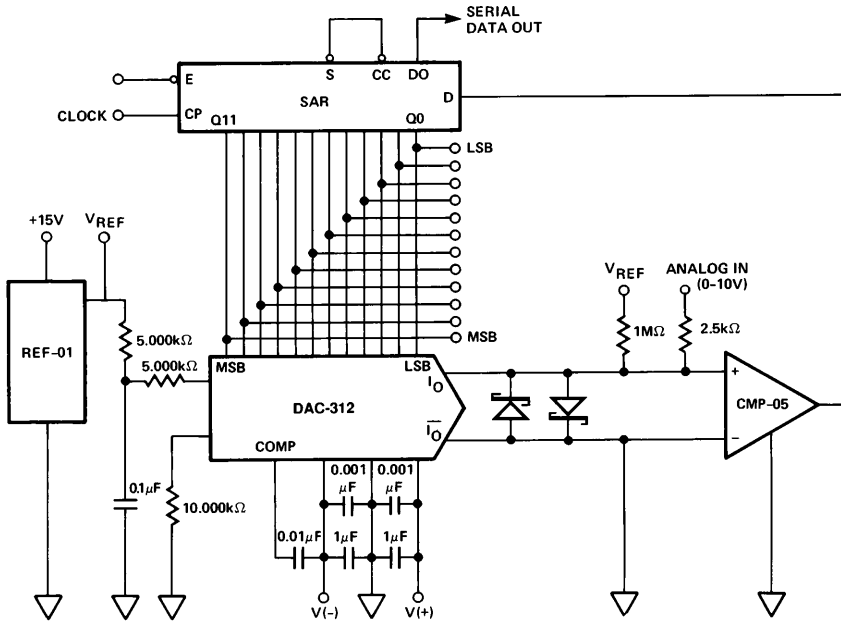 SERIAL
DATA OUT
S
CC
DO
E
SAR
D
CLOCK
CP
Q11
Q0
LSB
+15V
VREF
VREF
ANALOG IN
(0–10V)
1MΩ
2.5kΩ
5.000kΩ
MSB
REF–01
5.000kΩ
MSB
LSB
IO
+
DAC-312
CMP–05
IO
–
COMP
0.001
μF
0.001
μF
0.1μF
10.000kΩ
0.01μF
1μF
1μF
V(–)
V(+)